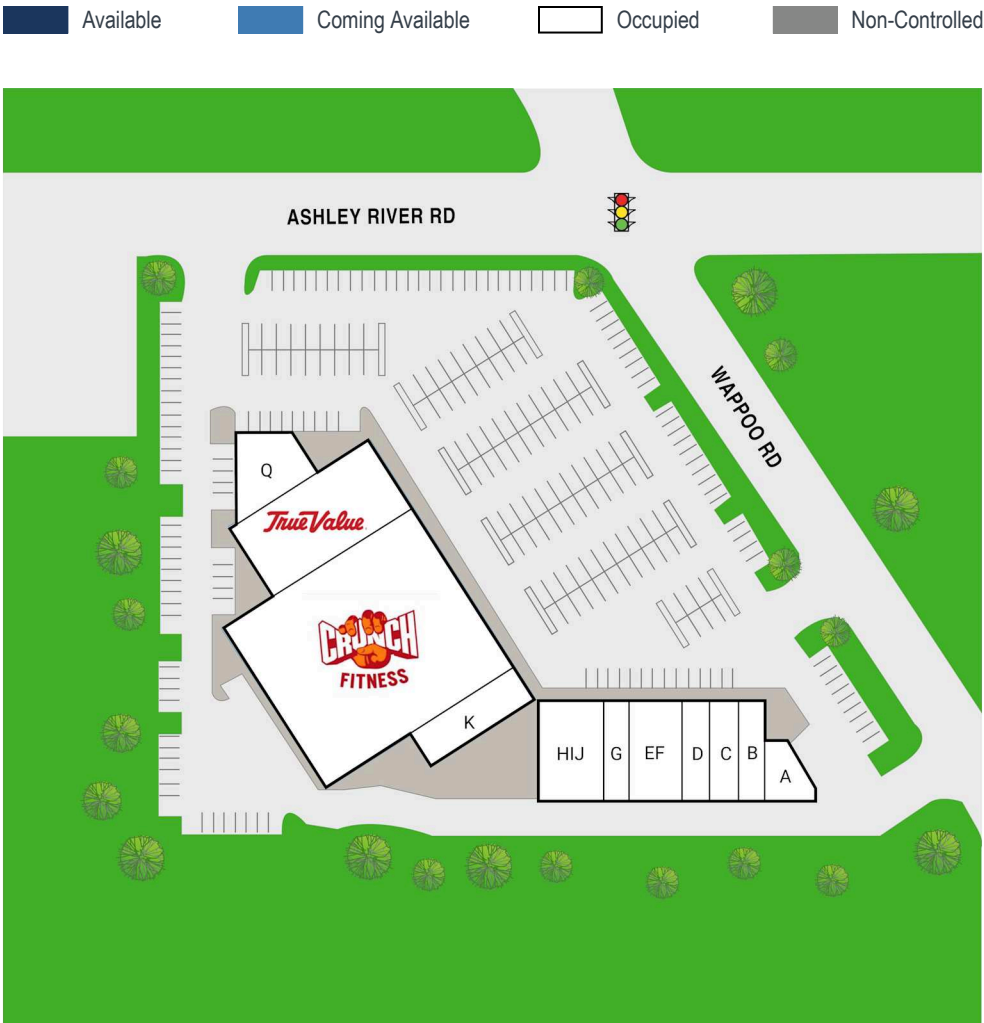 Available
Coming Available
Occupied
Non-Controlled
ASHLEY RIVER RD
WAPPOO RD
Q
True Value
CRUNCH
FITNESS
K
HIJ
G
EF
D
C
B
A